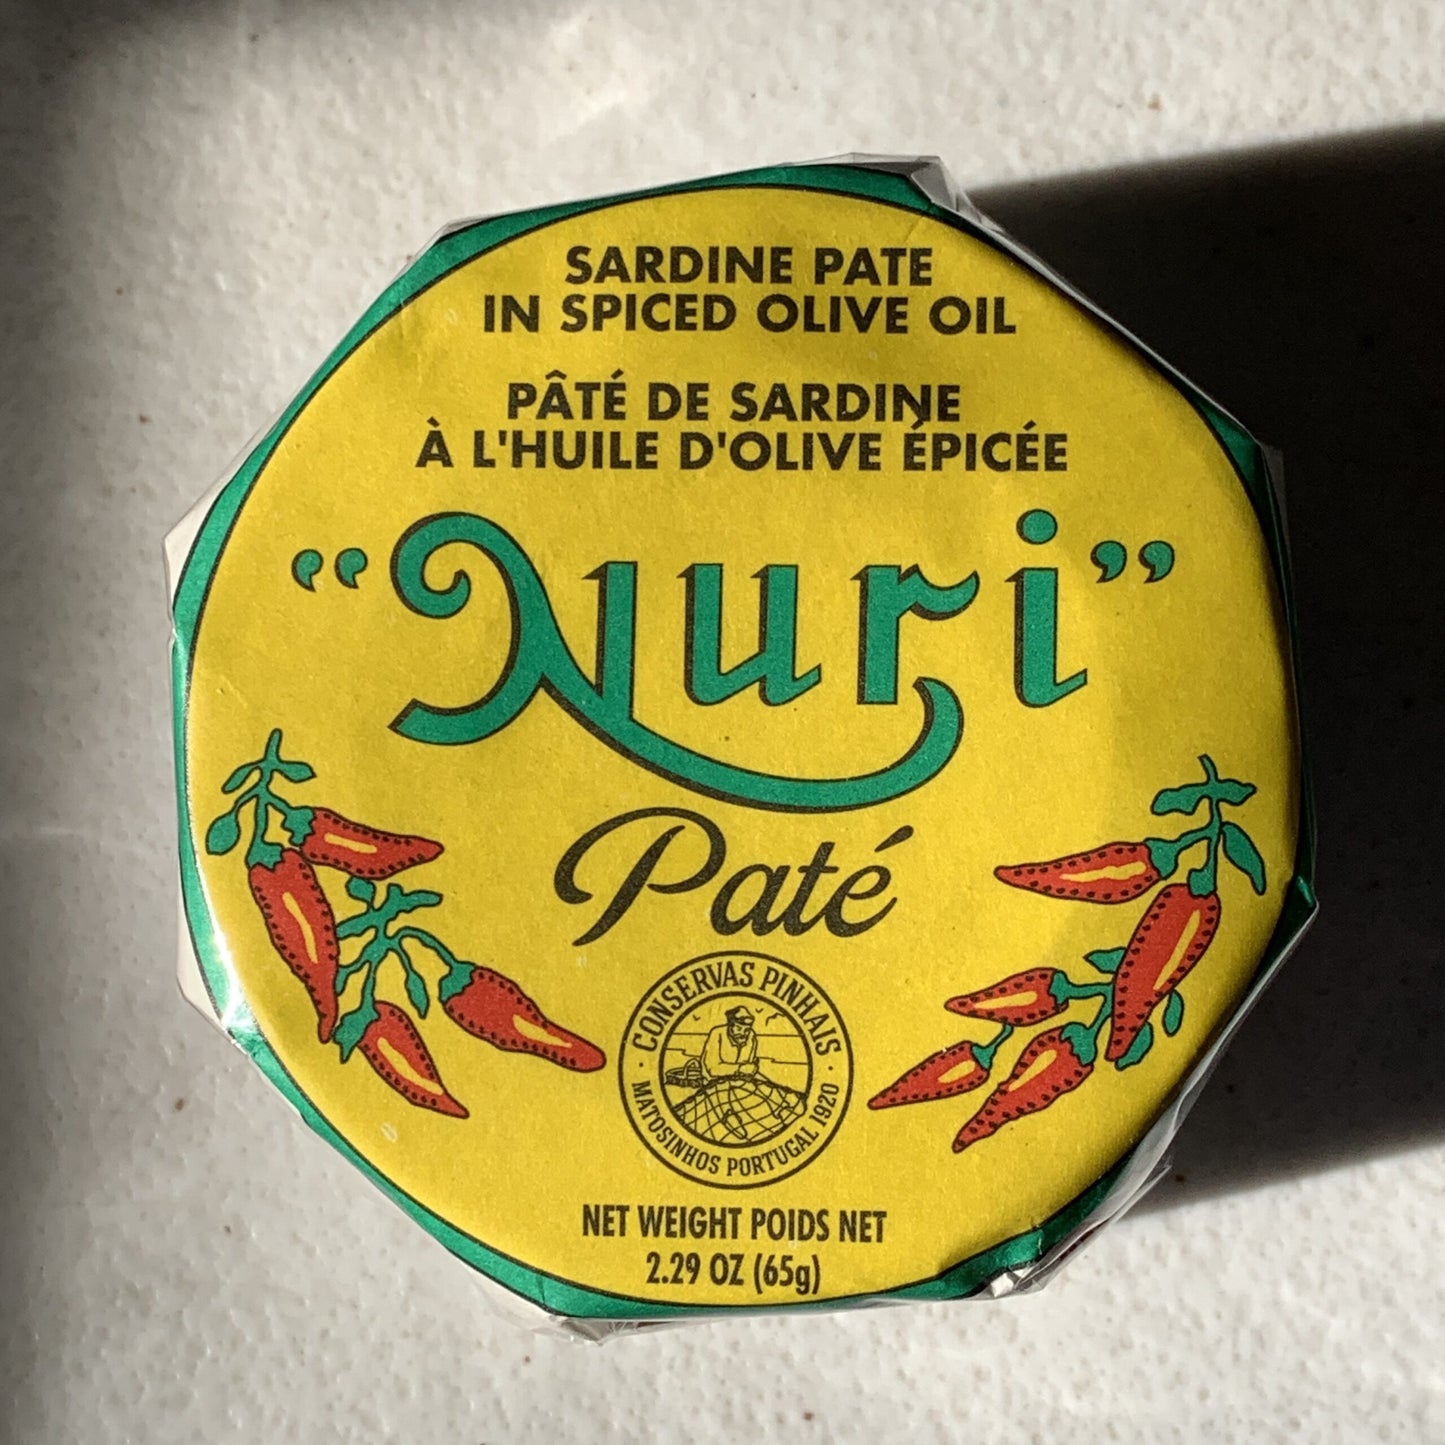 SARDINE PATE
IN SPICED OLIVE OIL
PÂTÉ DE SARDINE
À L'HUILE D'OLIVE ÉPICÉE
“Nuri”
Paté
CONSERVAS PINHAIS
· MATOSINHOS PORTUGAL 1920 ·
NET WEIGHT POIDS NET
2.29 OZ (65g)